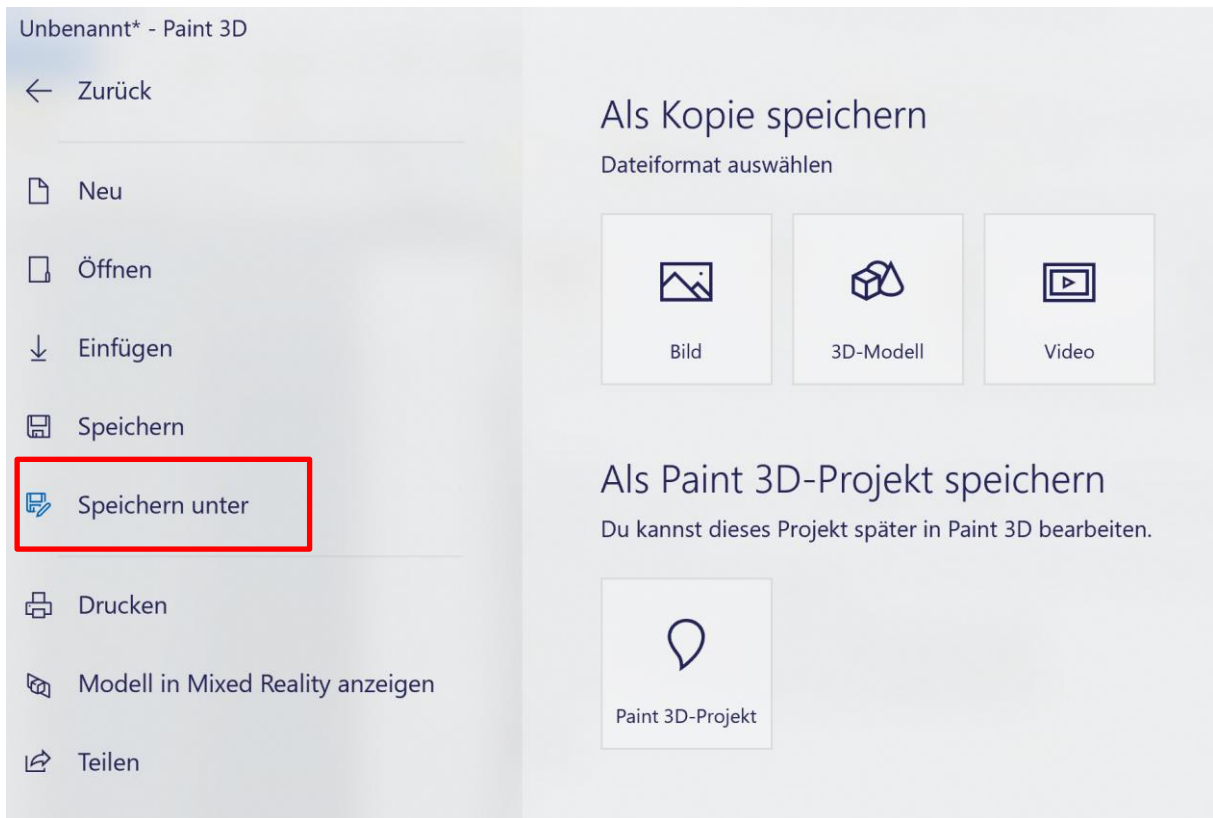 Unbenannt* - Paint 3D
Zurück
Neu
Öffnen
Einfügen
Speichern
Speichern unter
Drucken
Modell in Mixed Reality anzeigen
Teilen
Als Kopie speichern
Dateiformat auswählen
Bild
3D-Modell
Video
Als Paint 3D-Projekt speichern
Du kannst dieses Projekt später in Paint 3D bearbeiten.
Paint 3D-Projekt